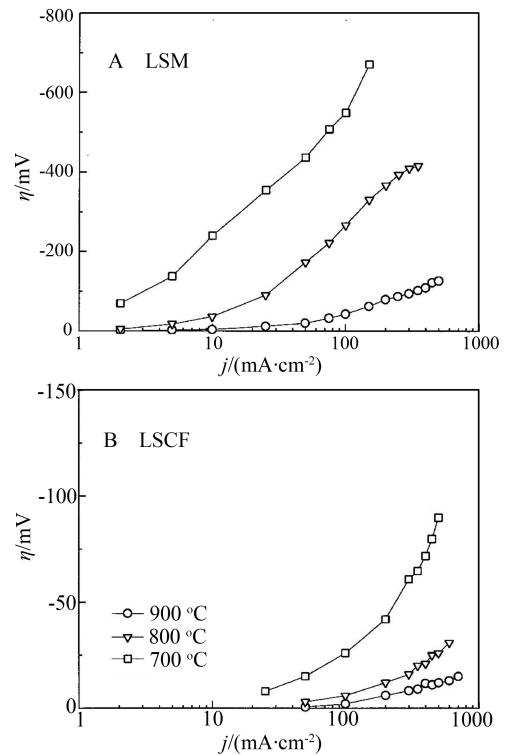 -800
A LSM
-600
-400
η/mV
-200
0
1 10 100 1000
j/(mA·cm-2)
-150
B LSCF
-100
η/mV
-50
900 °C
800 °C
700 °C
0
1 10 100 1000
j/(mA·cm-2)